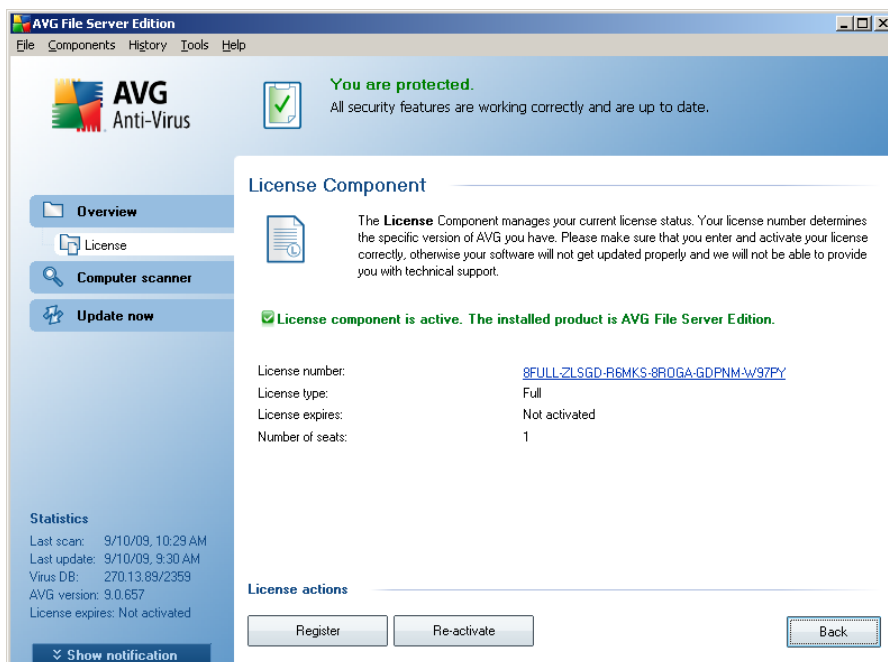 AVG File Server Edition
File Components History Tools Help
AVG
Anti-Virus
You are protected.
All security features are working correctly and are up to date.
Overview
License
Computer scanner
Update now
License Component
The License Component manages your current license status. Your license number determines
the specific version of AVG you have. Please make sure that you enter and activate your license
correctly, otherwise your software will not get updated properly and we will not be able to provide
you with technical support.
License component is active. The installed product is AVG File Server Edition.
License number: 8FULL-ZLSGD-R6MKS-8ROGA-GDPNM-W97PY
License type: Full
License expires: Not activated
Number of seats: 1
Statistics
Last scan: 9/10/09, 10:29 AM
Last update: 9/10/09, 9:30 AM
Virus DB: 270.13.89/2359
AVG version: 9.0.657
License expires: Not activated
Show notification
License actions
Register Re-activate Back